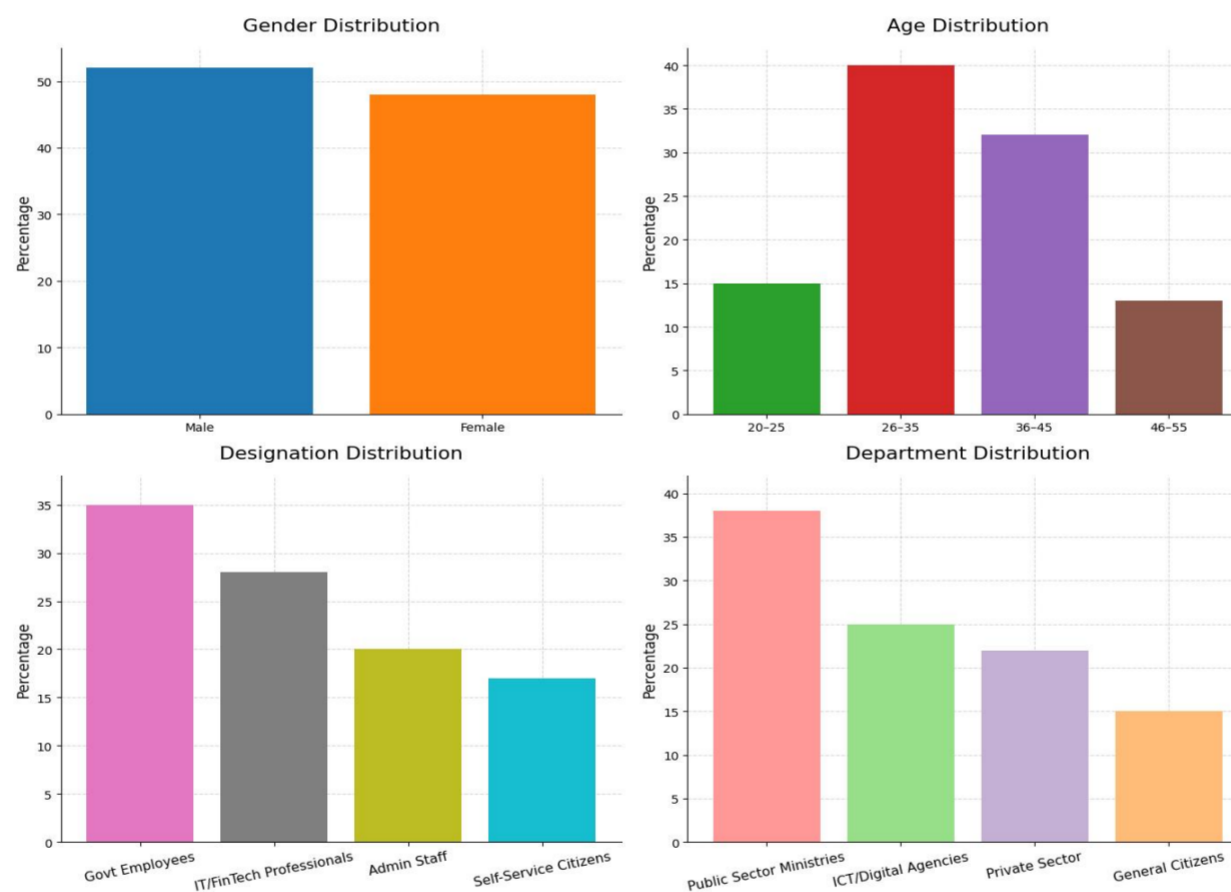 Gender Distribution
Percentage
50
40
30
20
10
0
Male Female
Age Distribution
Percentage
40
35
30
25
20
15
10
5
0
20–25 26–35 36–45 46–55
Designation Distribution
Percentage
35
30
25
20
15
10
5
0
Govt Employees IT/FinTech Professionals Admin Staff Self-Service Citizens
Department Distribution
Percentage
40
35
30
25
20
15
10
5
0
Public Sector Ministries ICT/Digital Agencies Private Sector General Citizens